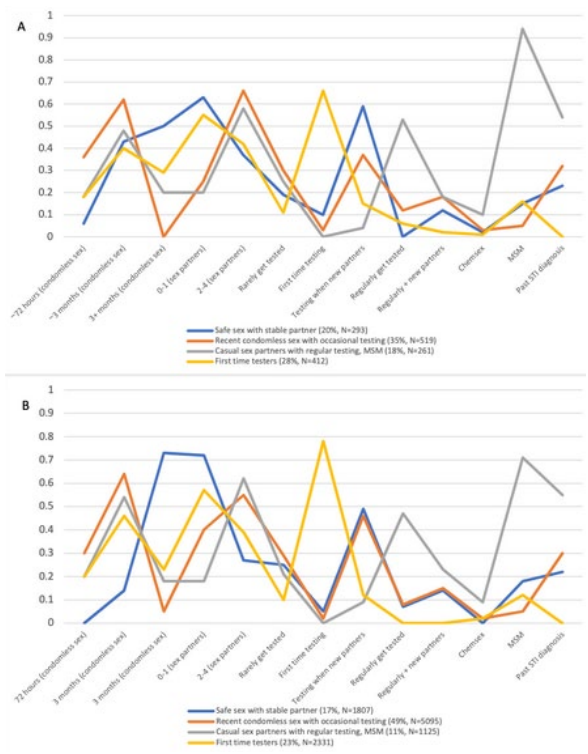 A
1
0.9
0.8
0.7
0.6
0.5
0.4
0.3
0.2
0.1
0
~72 hours (condomless sex)
~3 months (condomless sex)
3+ months (condomless sex)
0-1 (sex partners)
2-4 (sex partners)
Rarely get tested
First time testing
Testing when new partners
Regularly get tested
Regularly + new partners
Chemsex
MSM
Past STI diagnosis
Safe sex with stable partner (20%, N=293)
Recent condomless sex with occasional testing (35%, N=519)
Casual sex partners with regular testing, MSM (18%, N=261)
First time testers (28%, N=412)
B
1
0.9
0.8
0.7
0.6
0.5
0.4
0.3
0.2
0.1
0
72 hours (condomless sex)
3 months (condomless sex)
3 months (condomless sex)
0-1 (sex partners)
2-4 (sex partners)
Rarely get tested
First time testing
Testing when new partners
Regularly get tested
Regularly + new partners
Chemsex
MSM
Past STI diagnosis
Safe sex with stable partner (17%, N=1807)
Recent condomless sex with occasional testing (49%, N=5095)
Casual sex partners with regular testing, MSM (11%, N=1125)
First time testers (23%, N=2331)